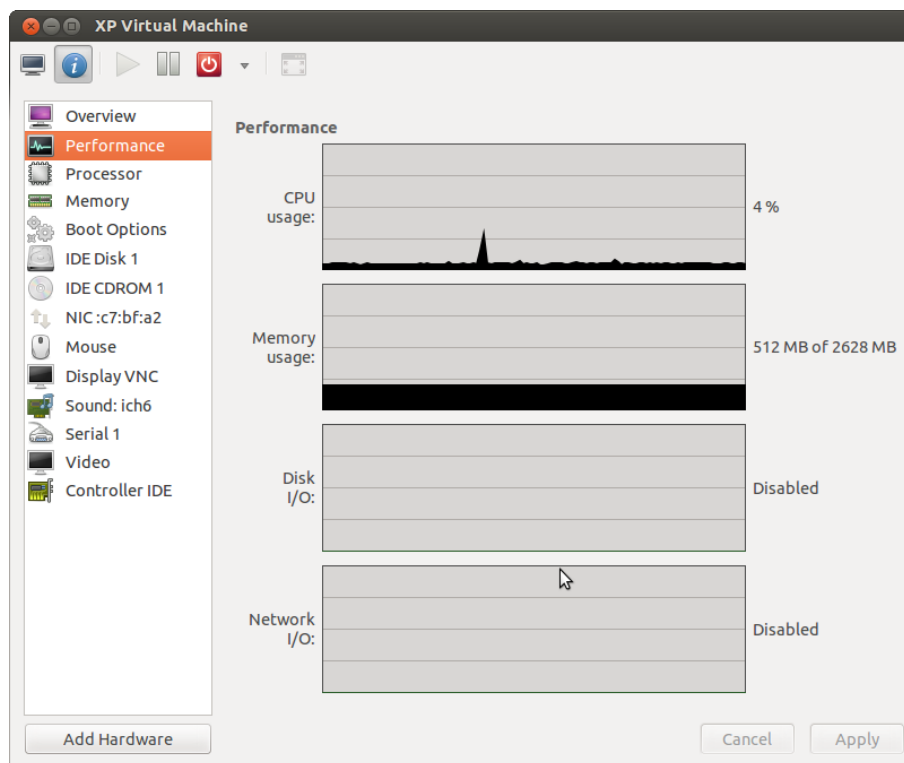 XP Virtual Machine
Overview
Performance
Processor
Memory
Boot Options
IDE Disk 1
IDE CDROM 1
NIC :c7:bf:a2
Mouse
Display VNC
Sound: ich6
Serial 1
Video
Controller IDE
Add Hardware
Performance
CPU
usage:
4 %
Memory
usage:
512 MB of 2628 MB
Disk
I/O:
Disabled
Network
I/O:
Disabled
Cancel
Apply